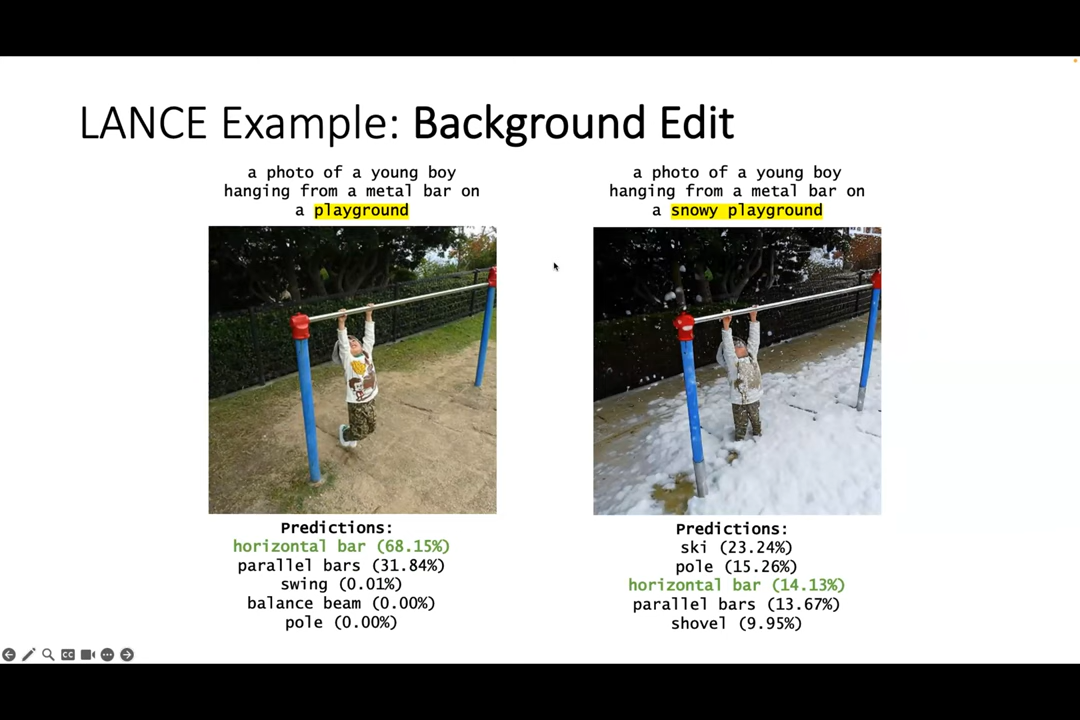 LANCE Example: Background Edit
a photo of a young boy
hanging from a metal bar on
a playground
Predictions:
horizontal bar (68.15%)
parallel bars (31.84%)
swing (0.01%)
balance beam (0.00%)
pole (0.00%)
a photo of a young boy
hanging from a metal bar on
a snowy playground
Predictions:
ski (23.24%)
pole (15.26%)
horizontal bar (14.13%)
parallel bars (13.67%)
shovel (9.95%)
CC